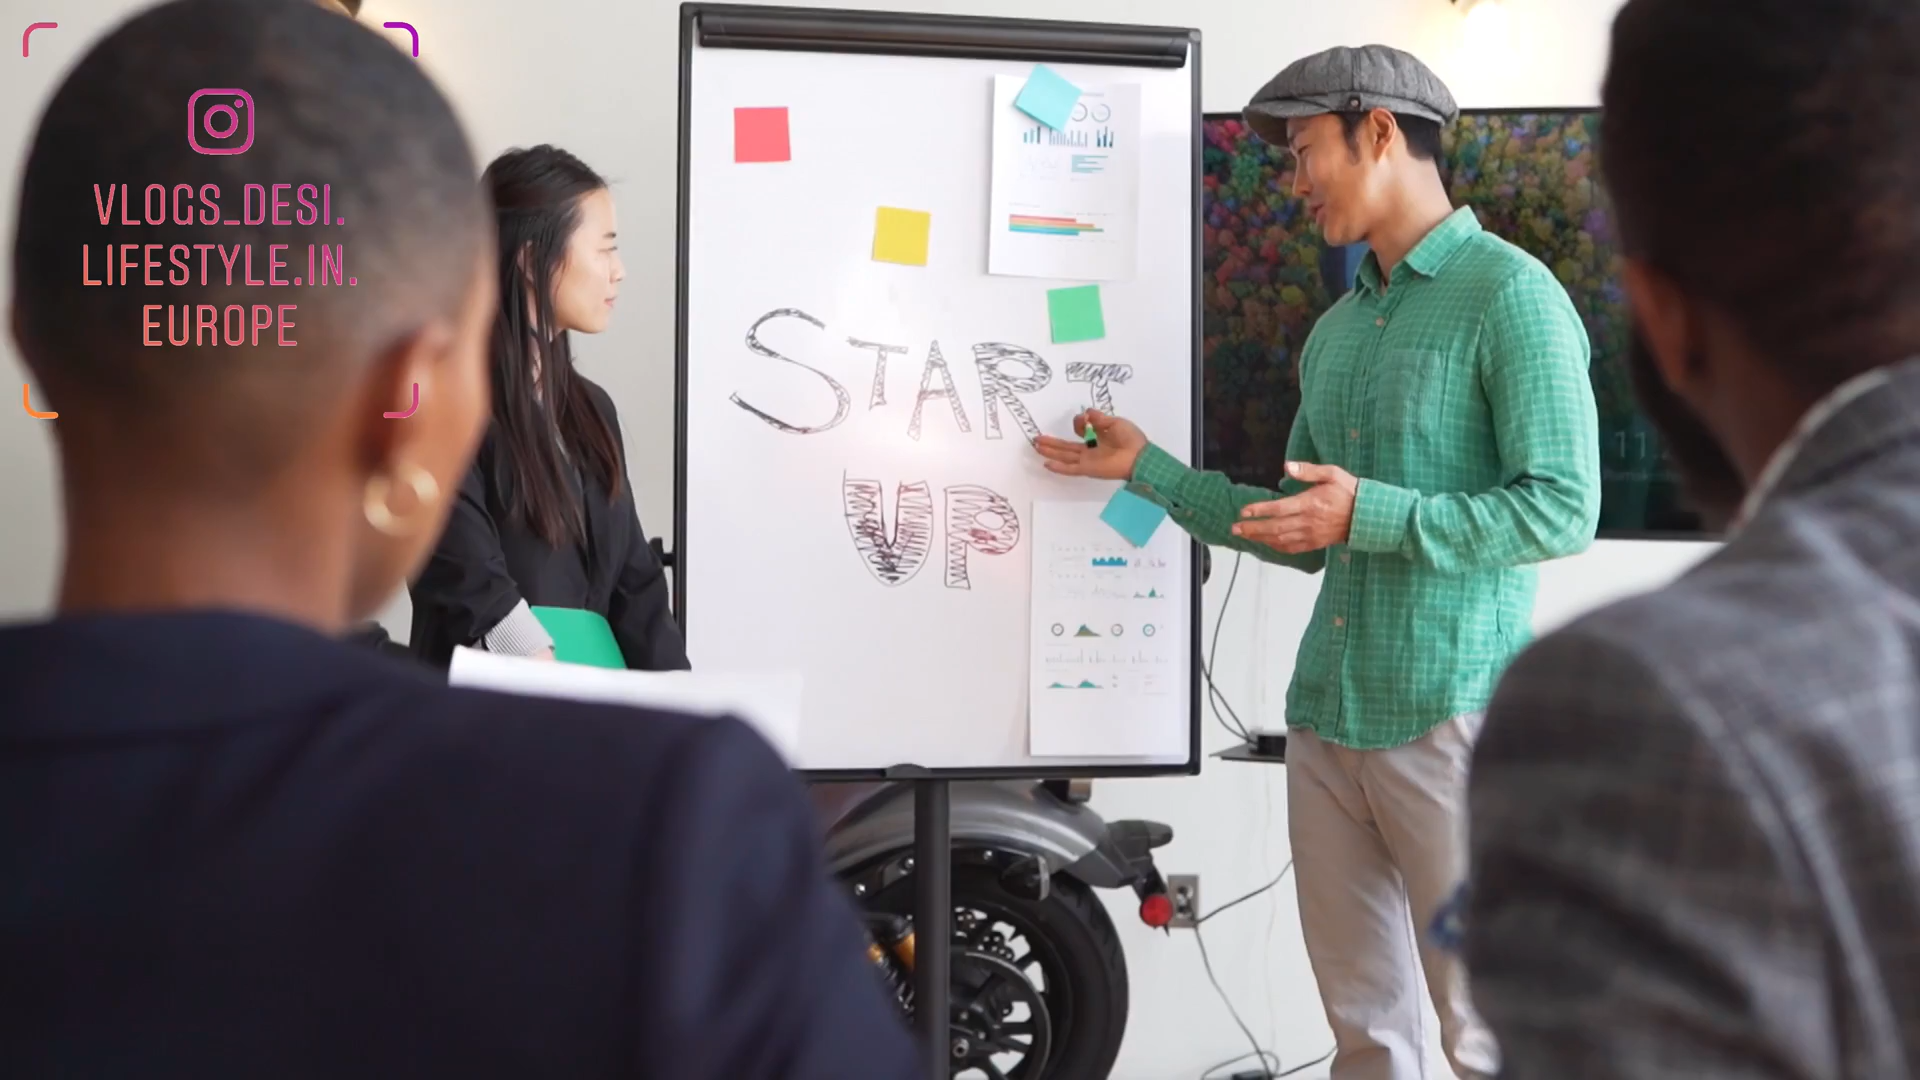 VLOGS_DESI.
LIFESTYLE.IN.
EUROPE
START
UP